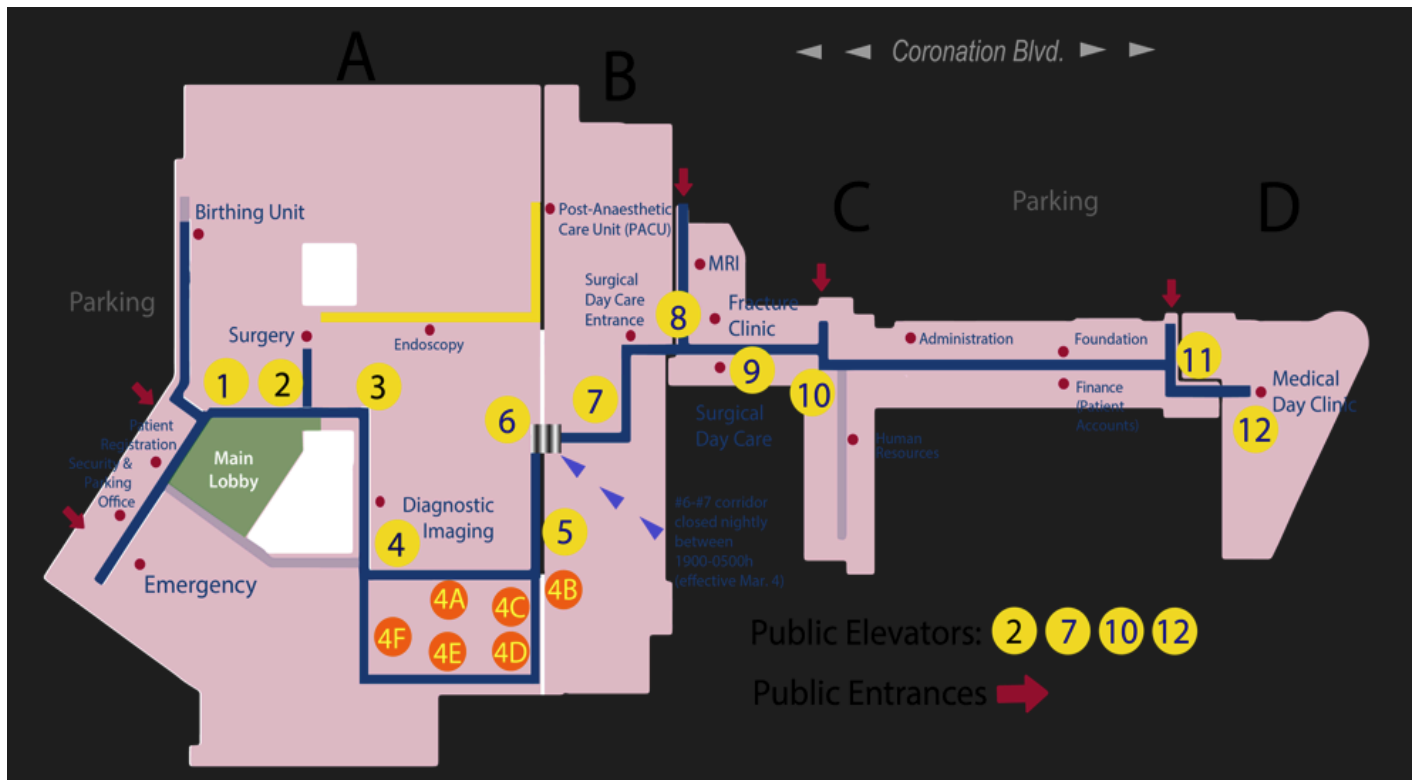 A
B
Coronation Blvd.
C
D
Parking
Birthing Unit
Post-Anaesthetic
Care Unit (PACU)
MRI
Surgical
Day Care
Entrance
Parking
Surgery
Endoscopy
8
Fracture
Clinic
Administration
Foundation
11
1
2
3
6
7
9
10
Finance
(Patient
Accounts)
Medical
Day Clinic
12
Patient
Registration
Security &
Parking
Office
Main
Lobby
Surgical
Day Care
Human
Resources
Diagnostic
Imaging
4
5
#6-#7 corridor
closed nightly
between
1900-0500h
(effective Mar. 4)
Emergency
4A
4C
4B
4F
4E
4D
Public Elevators: 2 7 10 12
Public Entrances